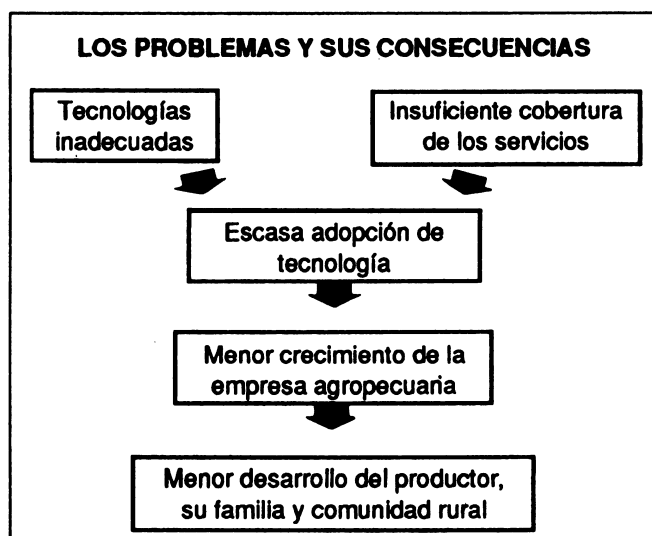 LOS PROBLEMAS Y SUS CONSECUENCIAS
Tecnologías
inadecuadas
Insuficiente cobertura
de los servicios
Escasa adopción de
tecnología
Menor crecimiento de la
empresa agropecuaria
Menor desarrollo del productor,
su familia y comunidad rural